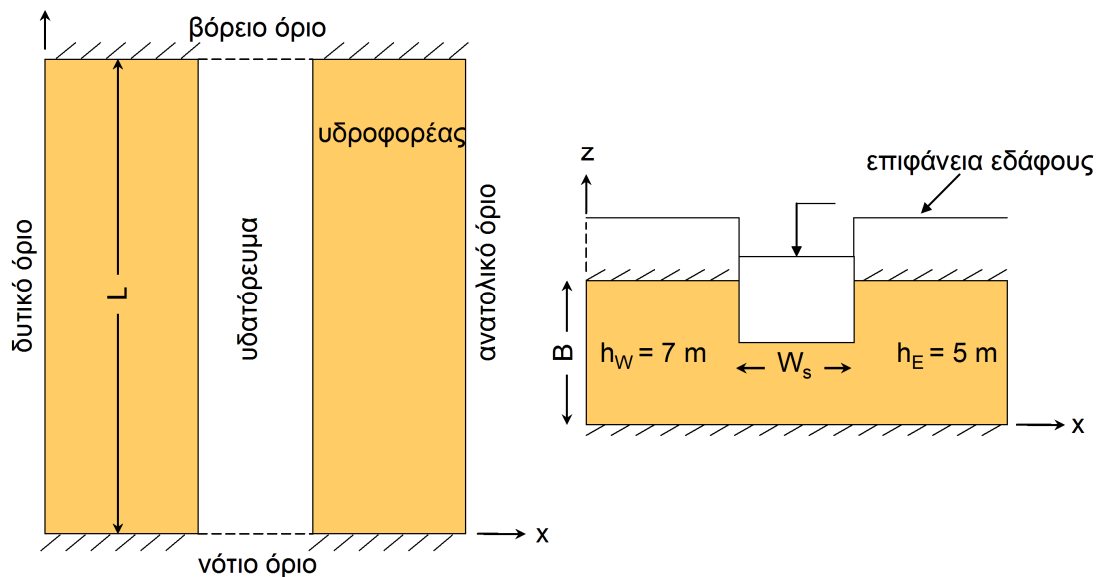 βόρειο όριο
υδροφορέας
δυτικό όριο
L
υδατόρευμα
ανατολικό όριο
x
νότιο όριο
z
επιφάνεια εδάφους
B
h_W = 7 m
W_s
h_E = 5 m
x